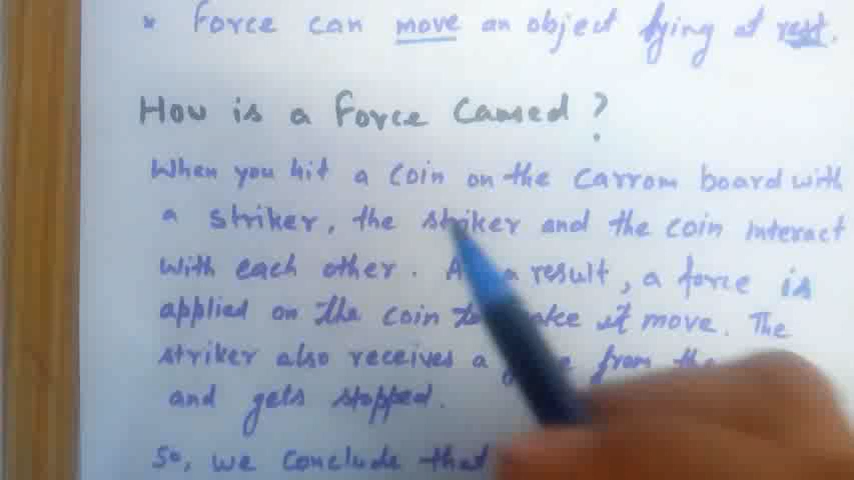 * Force can move an object lying at rest.
How is a Force Caused?
When you hit a coin on the carrom board with
a striker, the striker and the coin interact
with each other. A a result, a force is
applied on the coin to ake it move. The
striker also receives a from the
and gets stopped.
So, we conclude that